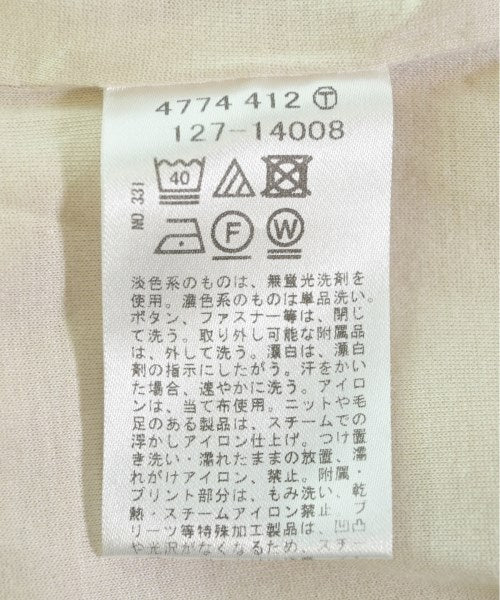 4774 412 Ⓣ
127-14008
NO 331
40
F W
淡色系のものは、無蛍光洗剤を
使用。濃色系のものは単品洗い。
ボタン、ファスナー等は、閉じ
て洗う。取り外し可能な附属品
は、外して洗う。漂白は、漂白
剤の指示にしたがう。汗をかい
た場合、速やかに洗う。アイロ
ンは、当て布使用。ニットや毛
足のある製品は、スチームでの
浮かしアイロン仕上げ。つけ置
き洗い・濡れたままの放置、濡
れがけアイロン、禁止。附属・
プリント部分は、もみ洗い、乾
熱・スチームアイロン禁止。プ
リーツ等特殊加工製品は、凹凸
や光沢がなくなるため、スチー